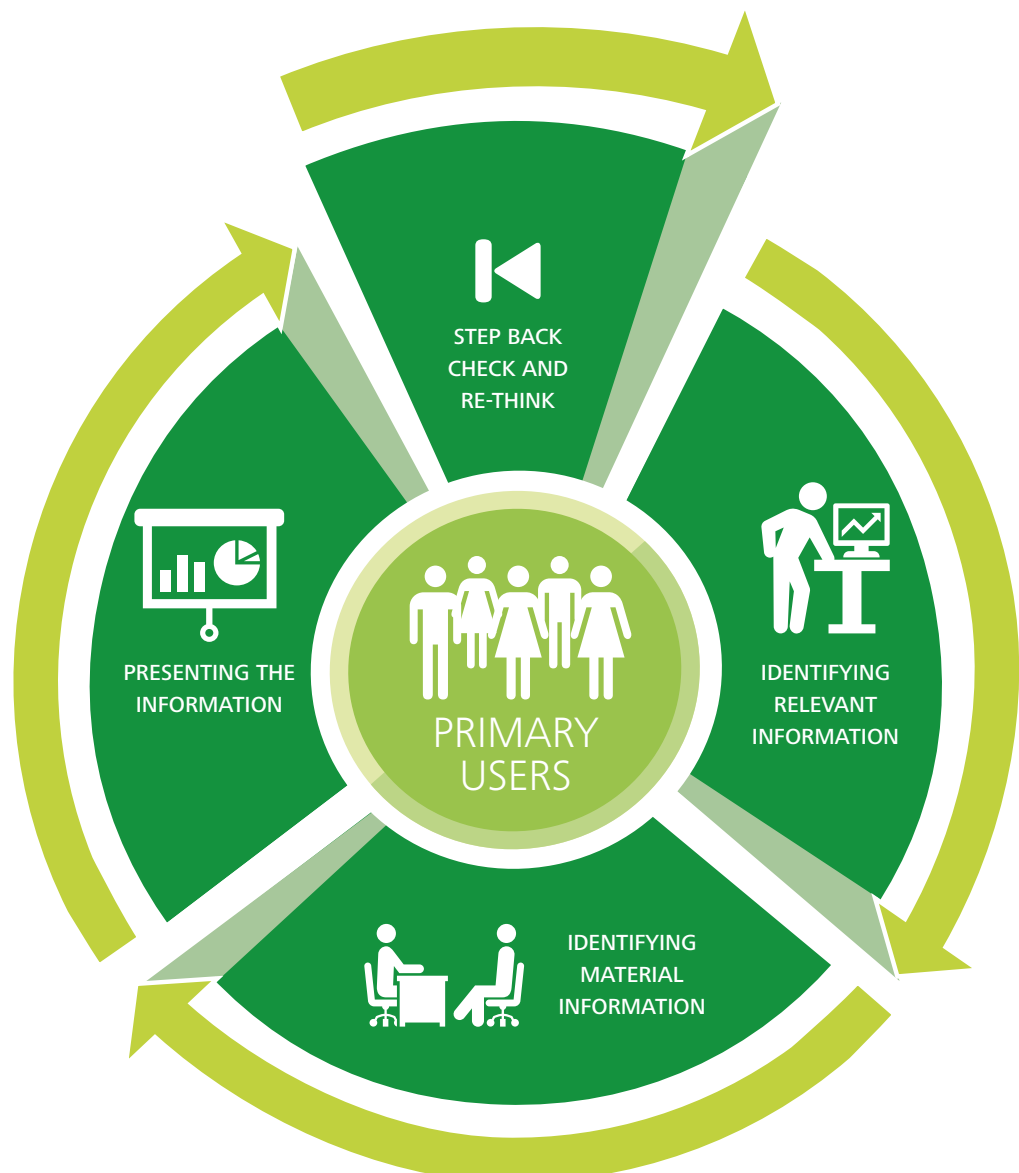 STEP BACK
CHECK AND
RE-THINK
IDENTIFYING
RELEVANT
INFORMATION
IDENTIFYING
MATERIAL
INFORMATION
PRESENTING THE
INFORMATION
PRIMARY
USERS